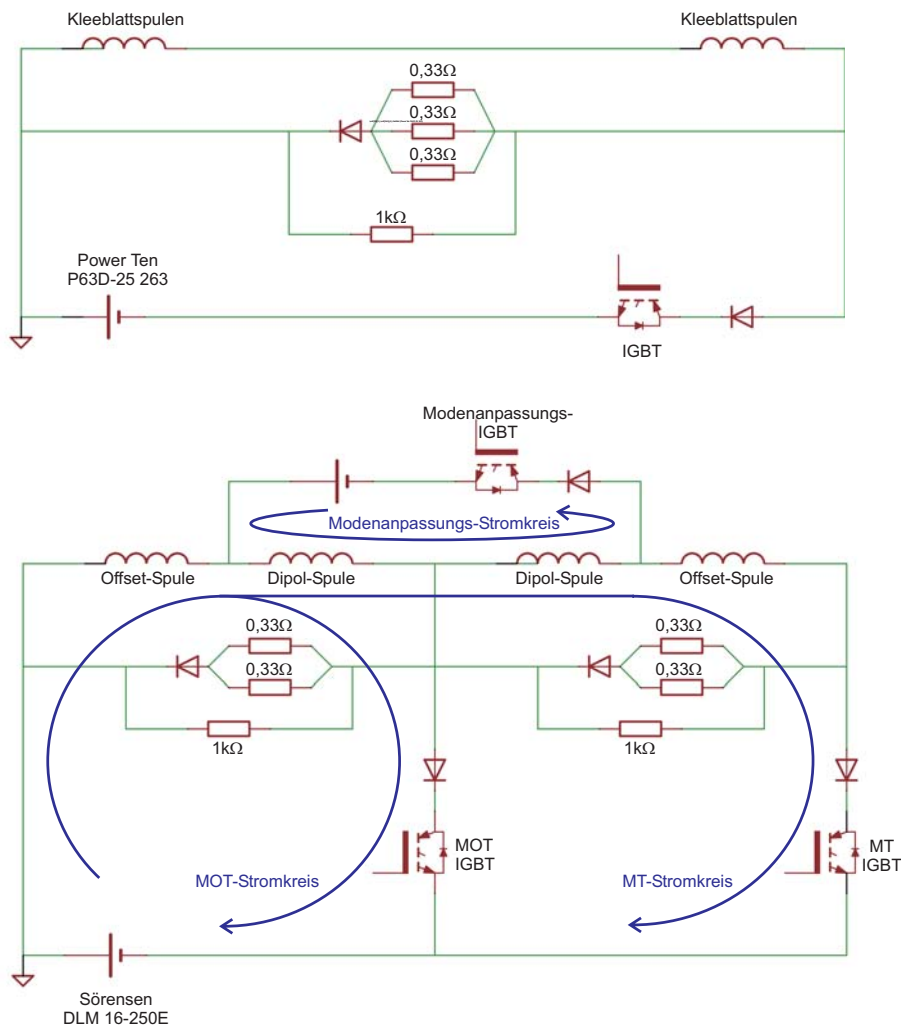 Kleeblattspulen
Kleeblattspulen
0,33Ω
0,33Ω
0,33Ω
1kΩ
Power Ten
P63D-25 263
IGBT
Modenanpassungs-
IGBT
Modenanpassungs-Stromkreis
Offset-Spule
Dipol-Spule
Dipol-Spule
Offset-Spule
0,33Ω
0,33Ω
0,33Ω
0,33Ω
1kΩ
1kΩ
MOT
IGBT
MT
IGBT
MOT-Stromkreis
MT-Stromkreis
Sörensen
DLM 16-250E